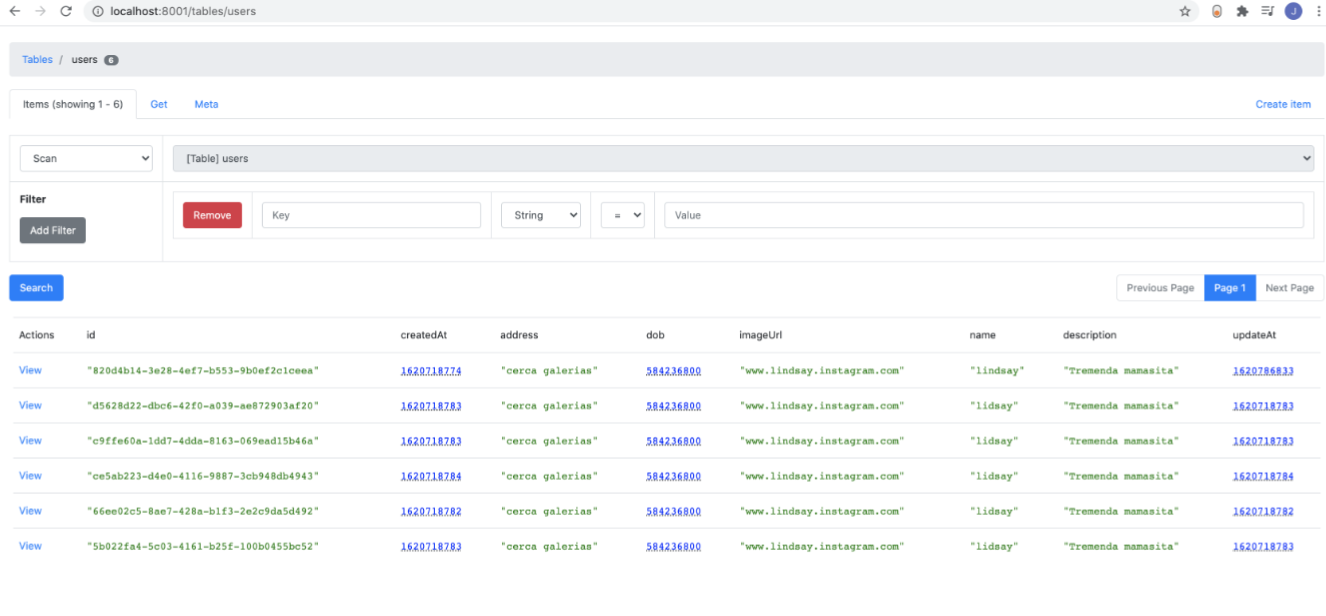 localhost:8001/tables/users
J
Tables / users 6
Items (showing 1 - 6) Get Meta Create item
Scan [Table] users
Filter
Add Filter
Remove Key String = Value
Search Previous Page Page 1 Next Page
Actions id createdAt address dob imageUrl name description updateAt
View "820d4b14-3e28-4ef7-b553-9b0ef2c1ceea" 1620718774 "cerca galerias" 584236800 "www.lindsay.instagram.com" "lindsay" "Tremenda mamasita" 1620786833
View "d5628d22-dbc6-42f0-a039-ae872903af20" 1620718783 "cerca galerias" 584236800 "www.lindsay.instagram.com" "lidsay" "Tremenda mamasita" 1620718783
View "c9ffe60a-1dd7-4dda-8163-069ead15b46a" 1620718783 "cerca galerias" 584236800 "www.lindsay.instagram.com" "lidsay" "Tremenda mamasita" 1620718783
View "ce5ab223-d4e0-4116-9887-3cb948db4943" 1620718784 "cerca galerias" 584236800 "www.lindsay.instagram.com" "lidsay" "Tremenda mamasita" 1620718784
View "66ee02c5-8ae7-428a-b1f3-2e2c9da5d492" 1620718782 "cerca galerias" 584236800 "www.lindsay.instagram.com" "lidsay" "Tremenda mamasita" 1620718782
View "5b022fa4-5c03-4161-b25f-100b0455bc52" 1620718783 "cerca galerias" 584236800 "www.lindsay.instagram.com" "lidsay" "Tremenda mamasita" 1620718783